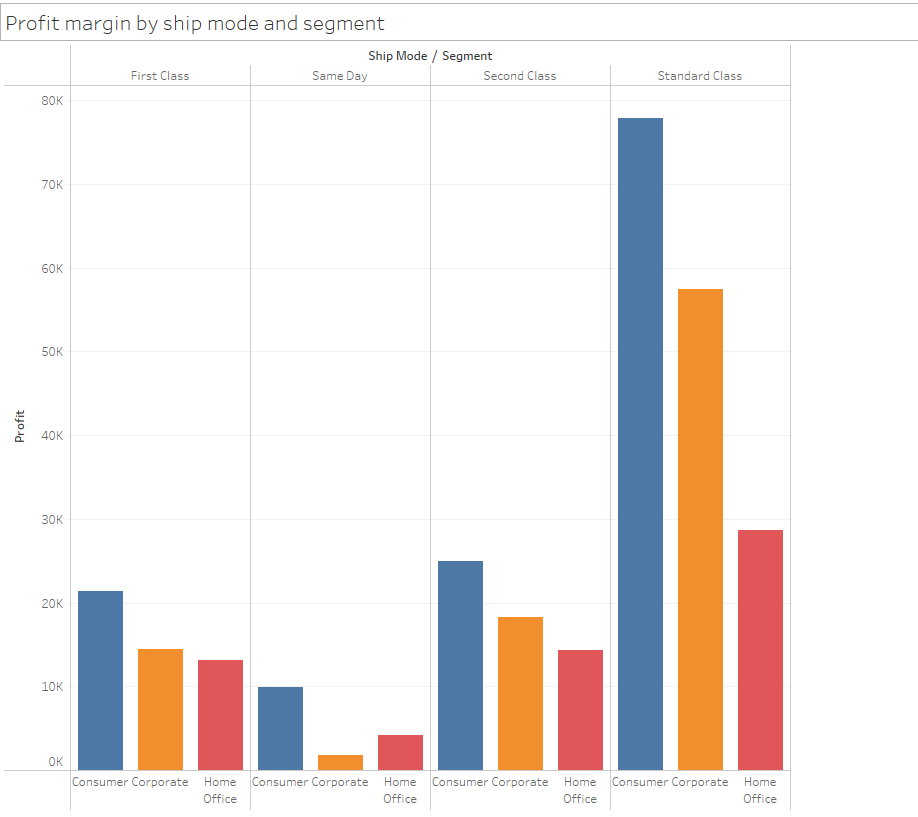 Profit margin by ship mode and segment
Ship Mode / Segment
First Class Same Day Second Class Standard Class
80K
70K
60K
50K
40K
30K
20K
10K
0K
Profit
Consumer Corporate Home Office Consumer Corporate Home Office Consumer Corporate Home Office Consumer Corporate Home Office